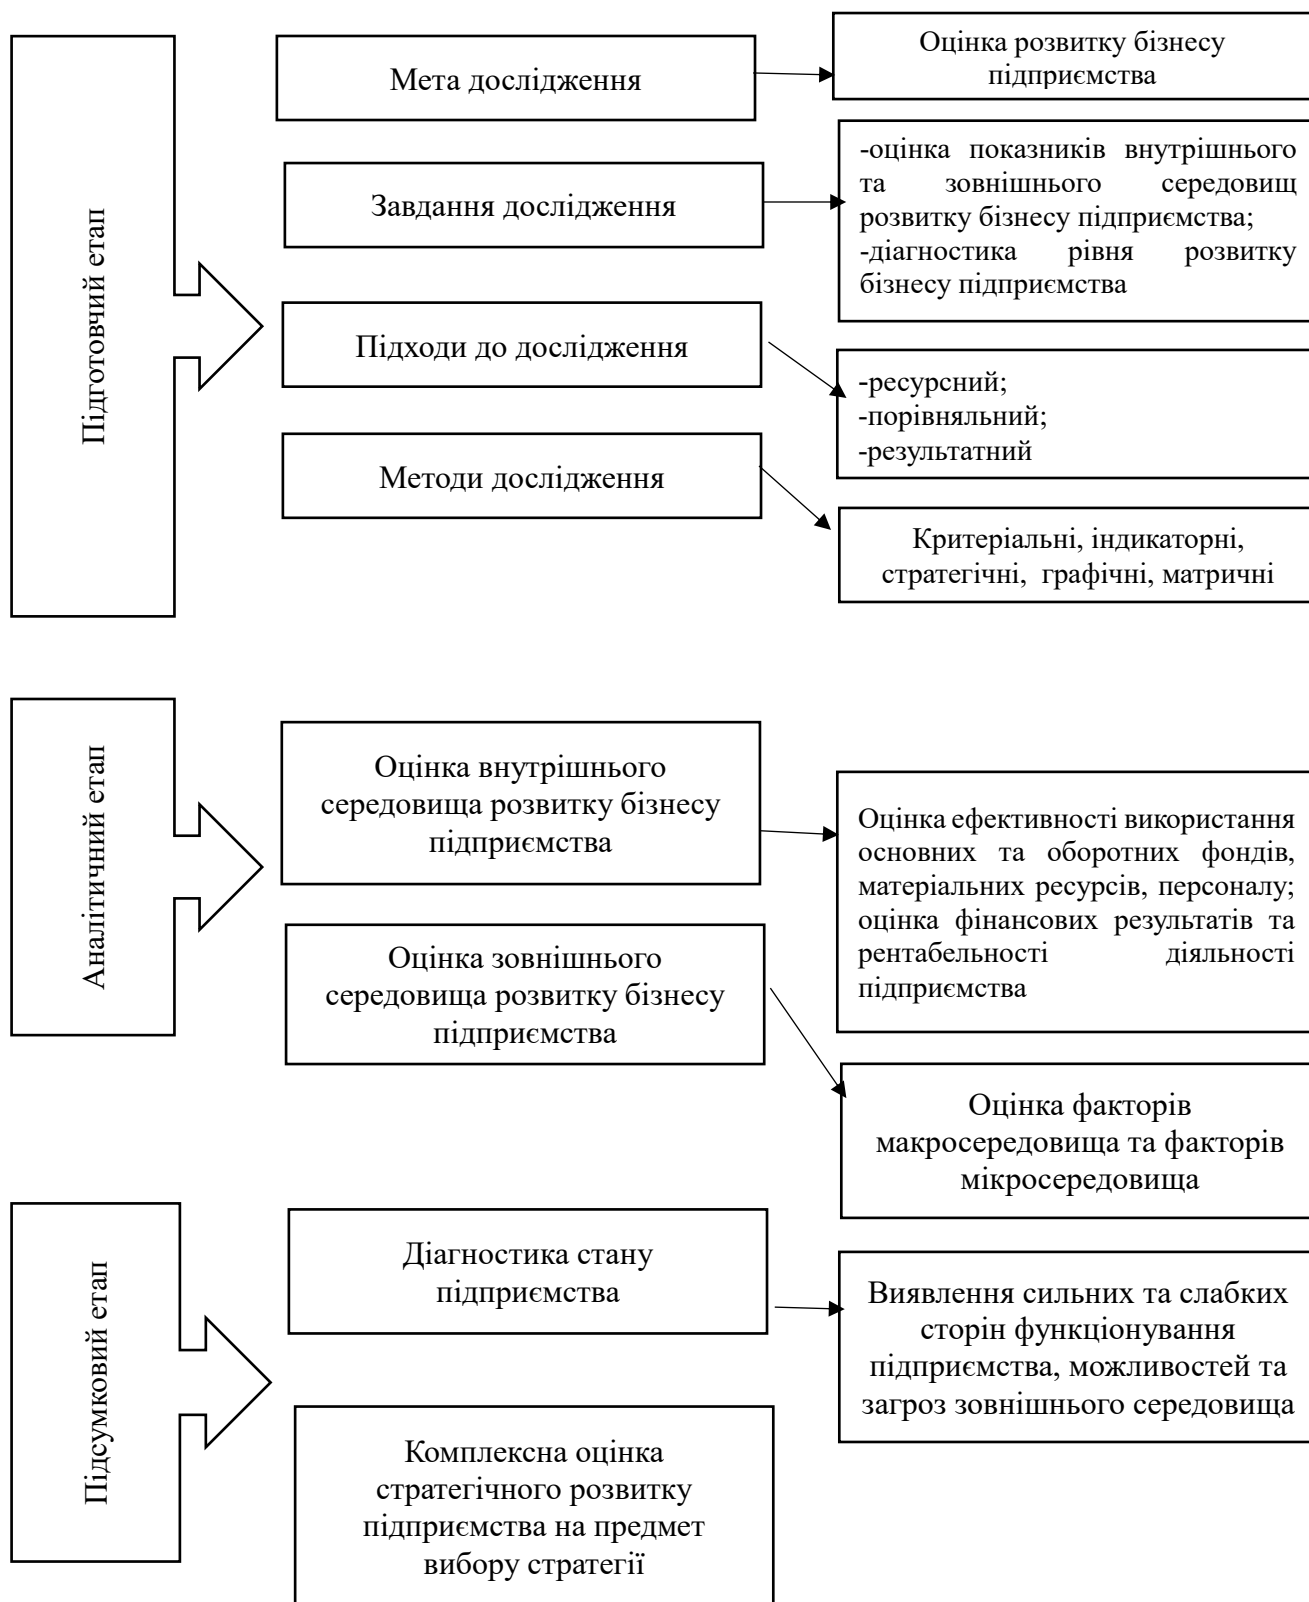 Підготовчий етап
Мета дослідження
Оцінка розвитку бізнесу
підприємства
Завдання дослідження
-оцінка показників внутрішнього
та зовнішнього середовищ
розвитку бізнесу підприємства;
-діагностика рівня розвитку
бізнесу підприємства
Підходи до дослідження
-ресурсний;
-порівняльний;
-результатний
Методи дослідження
Критеріальні, індикаторні,
стратегічні, графічні, матричні
Аналітичний етап
Оцінка внутрішнього
середовища розвитку бізнесу
підприємства
Оцінка ефективності використання
основних та оборотних фондів,
матеріальних ресурсів, персоналу;
оцінка фінансових результатів та
рентабельності діяльності
підприємства
Оцінка зовнішнього
середовища розвитку бізнесу
підприємства
Оцінка факторів
макросередовища та факторів
мікросередовища
Підсумковий етап
Діагностика стану
підприємства
Виявлення сильних та слабких
сторін функціонування
підприємства, можливостей та
загроз зовнішнього середовища
Комплексна оцінка
стратегічного розвитку
підприємства на предмет
вибору стратегії